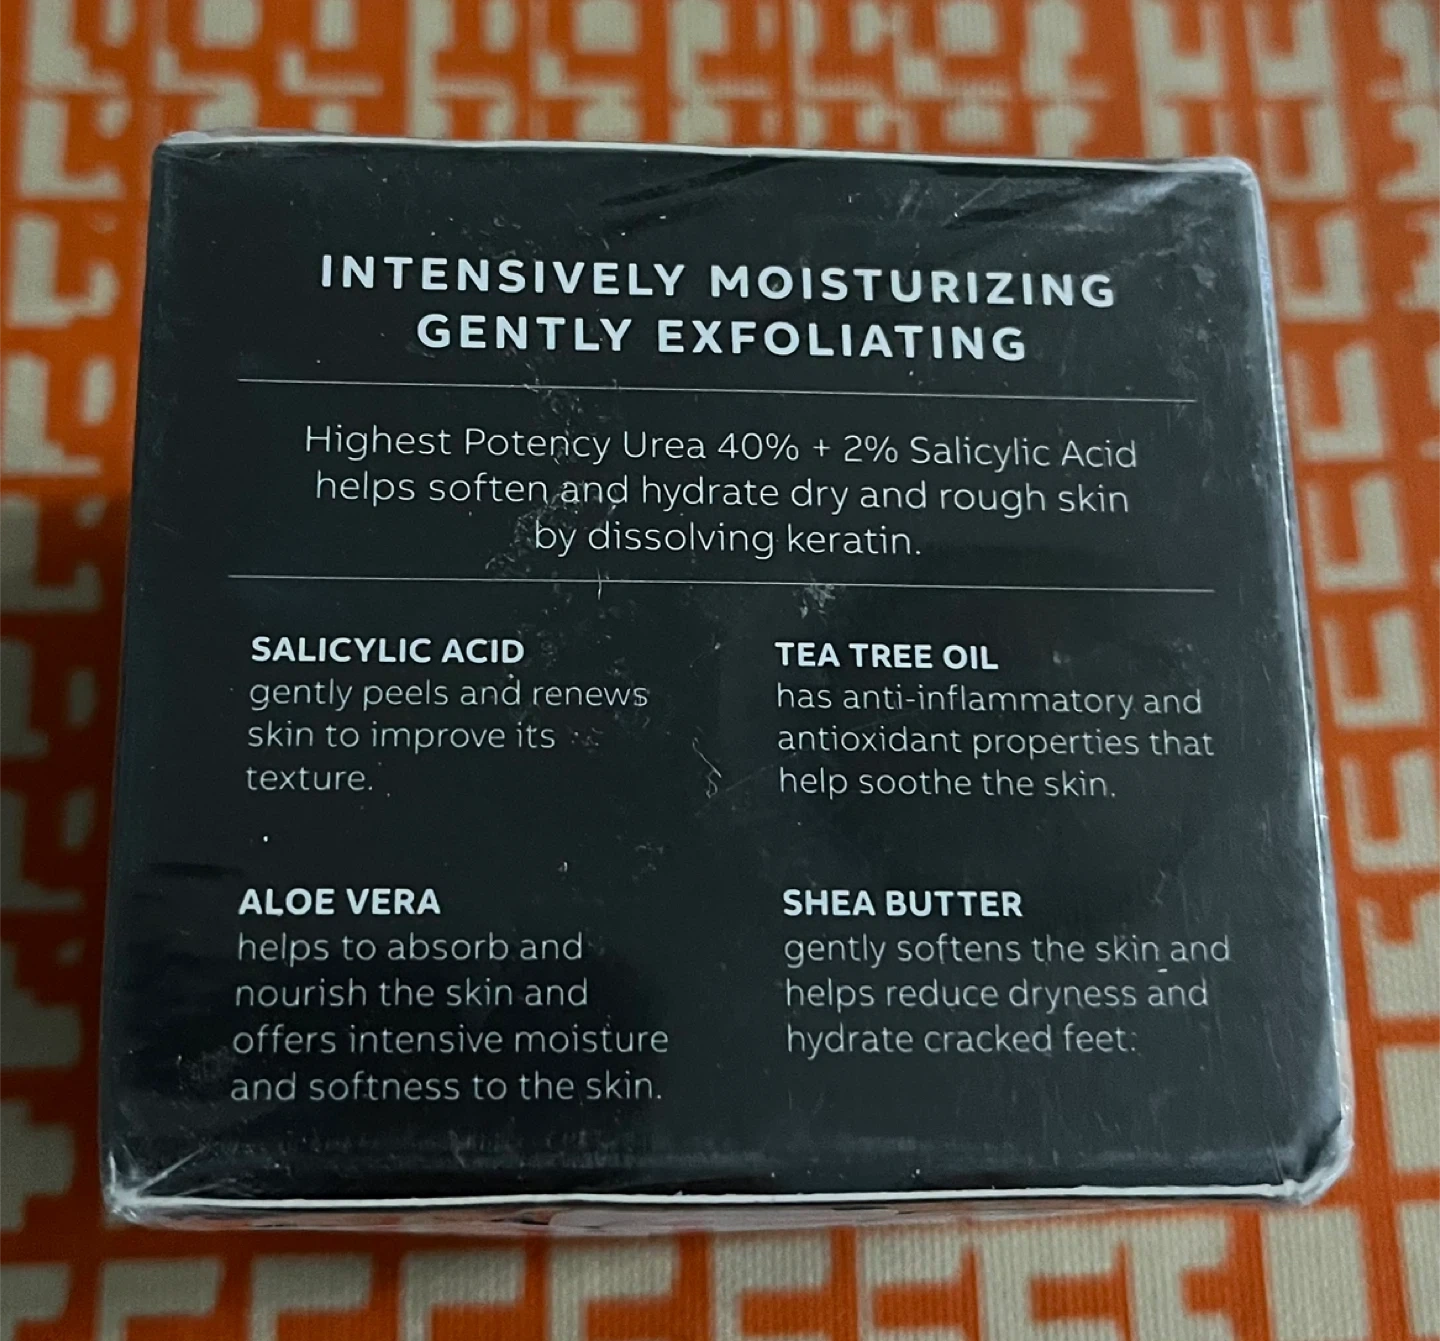 INTENSIVELY MOISTURIZING
GENTLY EXFOLIATING
Highest Potency Urea 40% + 2% Salicylic Acid
helps soften and hydrate dry and rough skin
by dissolving keratin.
SALICYLIC ACID
gently peels and renews
skin to improve its
texture.
TEA TREE OIL
has anti-inflammatory and
antioxidant properties that
help soothe the skin.
ALOE VERA
helps to absorb and
nourish the skin and
offers intensive moisture
and softness to the skin.
SHEA BUTTER
gently softens the skin and
helps reduce dryness and
hydrate cracked feet.